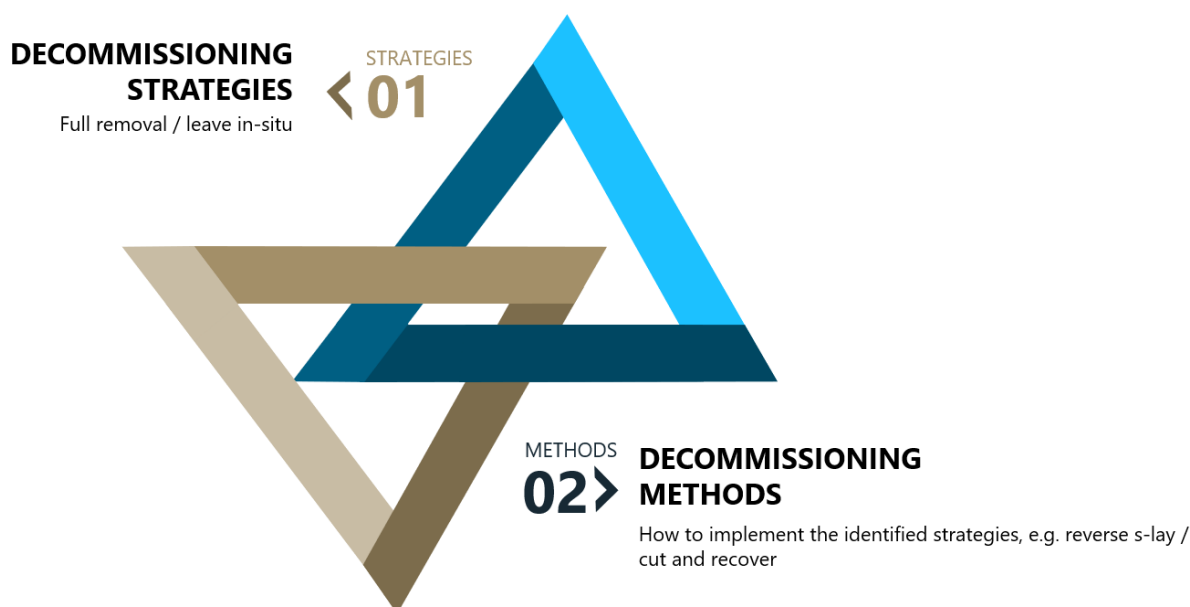 DECOMMISSIONING
STRATEGIES
Full removal / leave in-situ
STRATEGIES
01
METHODS
02
DECOMMISSIONING
METHODS
How to implement the identified strategies, e.g. reverse s-lay /
cut and recover